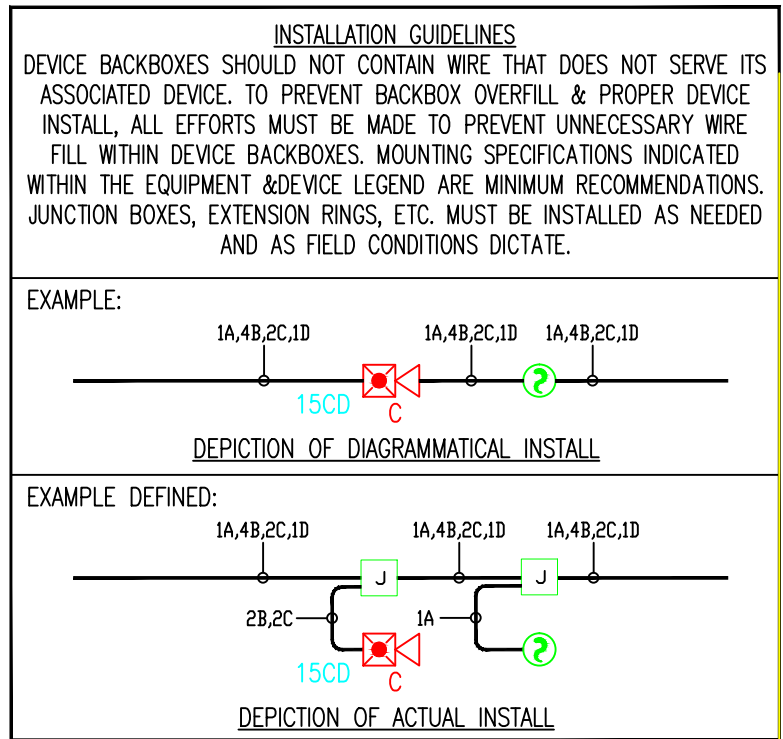 INSTALLATION GUIDELINES
DEVICE BACKBOXES SHOULD NOT CONTAIN WIRE THAT DOES NOT SERVE ITS
ASSOCIATED DEVICE. TO PREVENT BACKBOX OVERFILL & PROPER DEVICE
INSTALL, ALL EFFORTS MUST BE MADE TO PREVENT UNNECESSARY WIRE
FILL WITHIN DEVICE BACKBOXES. MOUNTING SPECIFICATIONS INDICATED
WITHIN THE EQUIPMENT &DEVICE LEGEND ARE MINIMUM RECOMMENDATIONS.
JUNCTION BOXES, EXTENSION RINGS, ETC. MUST BE INSTALLED AS NEEDED
AND AS FIELD CONDITIONS DICTATE.
EXAMPLE:
1A,4B,2C,1D 1A,4B,2C,1D 1A,4B,2C,1D
15CD C
DEPICTION OF DIAGRAMMATICAL INSTALL
EXAMPLE DEFINED:
1A,4B,2C,1D 1A,4B,2C,1D 1A,4B,2C,1D
J J
2B,2C 1A
15CD C
DEPICTION OF ACTUAL INSTALL